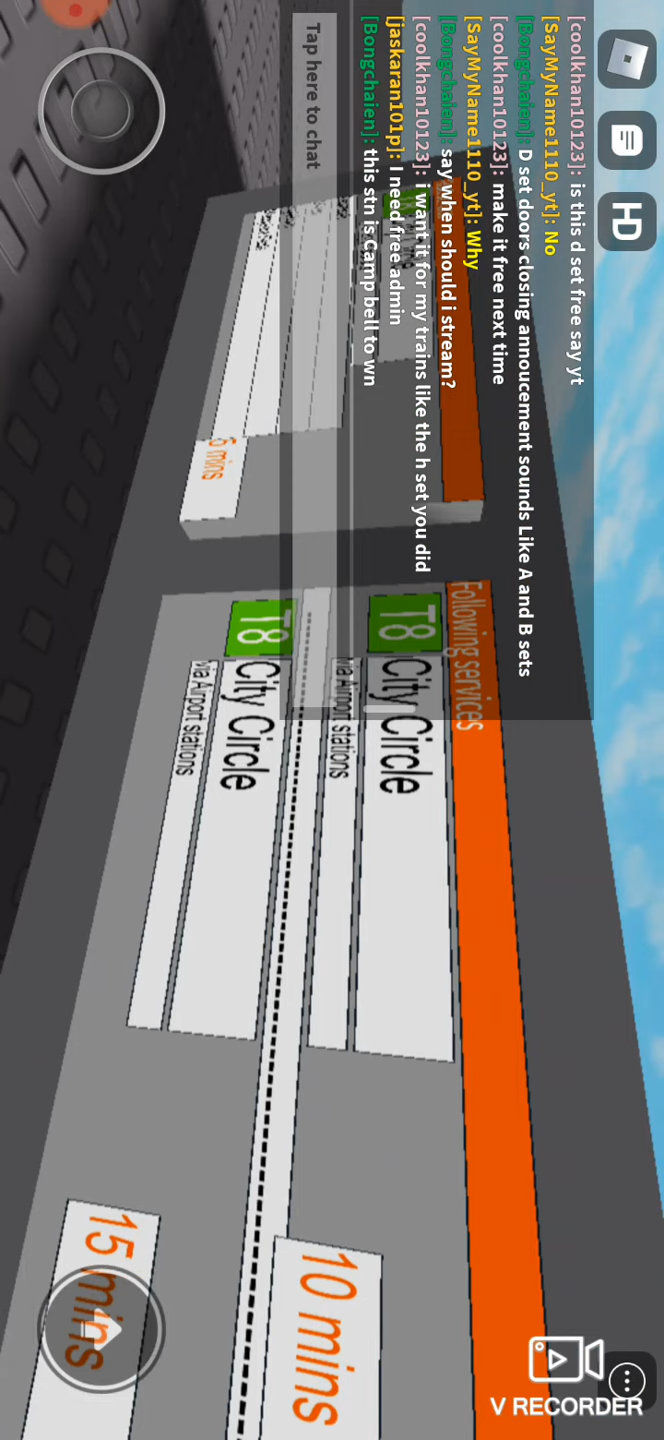 HD
[coolkhan10123]: is this d set free say yt
[SayMyName1110_yt]: No
[Bongchaien]: D set doors closing annoucement sounds Like A and B sets
[coolkhan10123]: make it free next time
[SayMyName1110_yt]: Why
[Bongchaien]: say when should i stream?
[coolkhan10123]: i want it for my trains like the h set you did
[jaskaran101p]: I need free admin
[Bongchaien]: this stn is Camp bell to wn
Tap here to chat
5 mins
Following services
T8 City Circle
via Airport stations
10 mins
T8 City Circle
via Airport stations
15 mins
V RECORDER